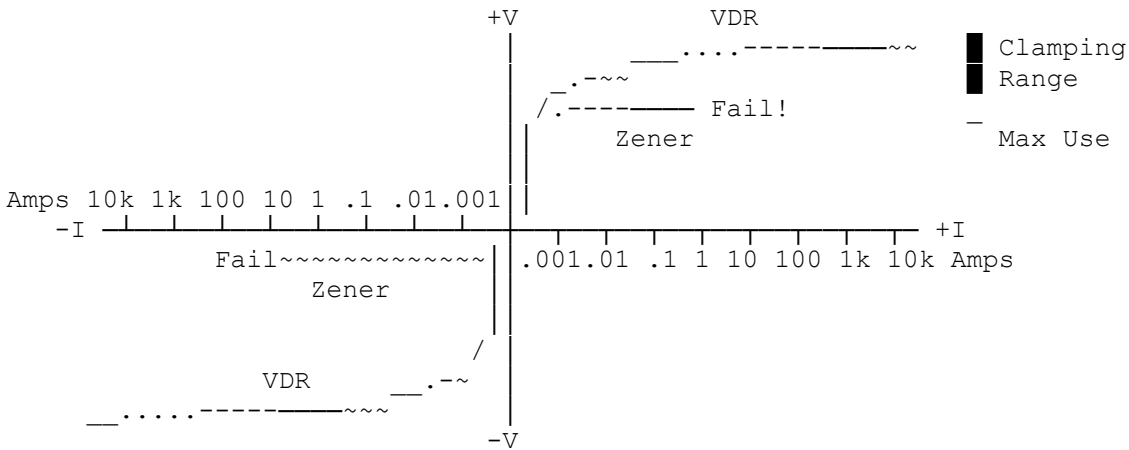 +V VDR
Clamping
Range
Fail!
Zener
Max Use
Amps 10k 1k 100 10 1 .1 .01 .001
-I +I
Fail .001 .01 .1 1 10 100 1k 10k Amps
Zener
VDR
-V